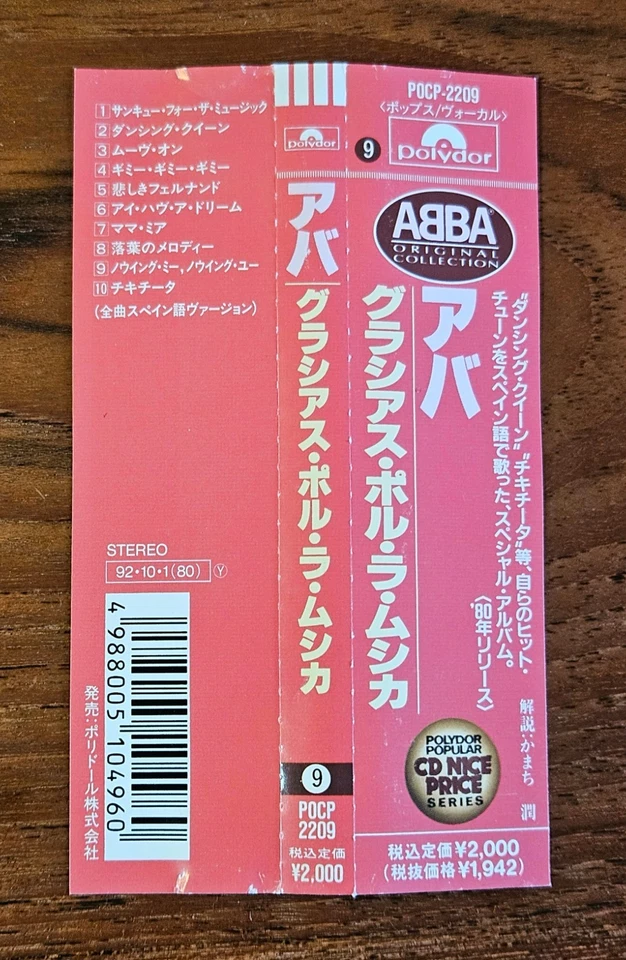 1 サンキュー・フォー・ザ・ミュージック
2 ダンシング・クイーン
3 ムーヴ・オン
4 ギミー・ギミー・ギミー
5 悲しきフェルナンド
6 アイ・ハヴ・ア・ドリーム
7 ママ・ミア
8 落葉のメロディー
9 ノウイング・ミー、ノウイング・ユー
10 チキチータ
(全曲スペイン語ヴァージョン)
STEREO
92・10・1(80) Ⓨ
4 988005 104960
発売:ポリドール株式会社
polydor
アバ
グラシアス・ポル・ラ・ムシカ
9
POCP
2209
税込定価
¥2,000
POCP-2209
〈ポップス/ヴォーカル〉
9
polydor
ABBA
ORIGINAL
COLLECTION
"ダンシング・クイーン" "チキチータ"等、自らのヒット・
チューンをスペイン語で歌った、スペシャル・アルバム。
〈'80年リリース〉
解説:かまち 潤
アバ
グラシアス・ポル・ラ・ムシカ
POLYDOR
POPULAR
CD NICE
PRICE
SERIES
税込定価¥2,000
(税抜価格¥1,942)